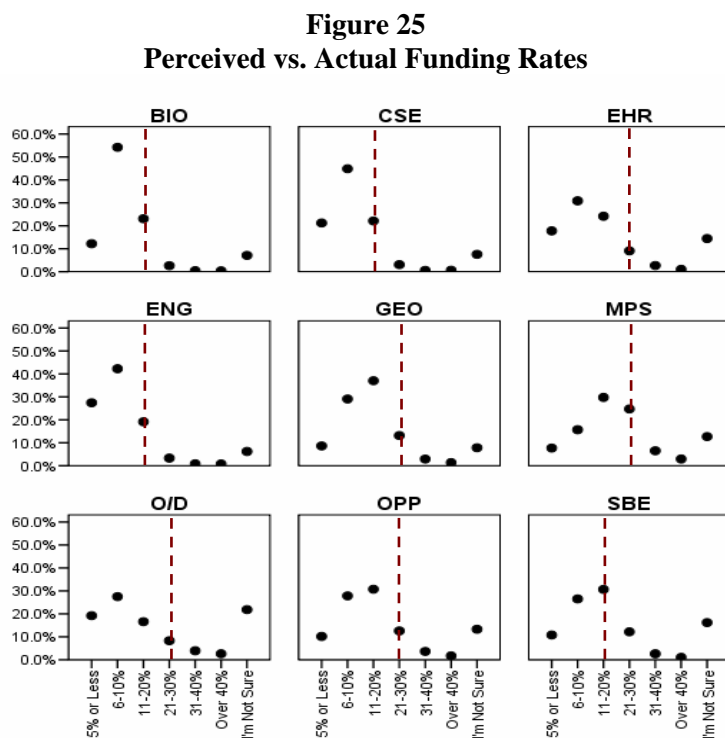 Figure 25
Perceived vs. Actual Funding Rates
BIO CSE EHR
60.0%
50.0%
40.0%
30.0%
20.0%
10.0%
0.0%
ENG GEO MPS
60.0%
50.0%
40.0%
30.0%
20.0%
10.0%
0.0%
O/D OPP SBE
60.0%
50.0%
40.0%
30.0%
20.0%
10.0%
0.0%
5% or Less
6-10%
11-20%
21-30%
31-40%
Over 40%
I'm Not Sure
5% or Less
6-10%
11-20%
21-30%
31-40%
Over 40%
I'm Not Sure
5% or Less
6-10%
11-20%
21-30%
31-40%
Over 40%
I'm Not Sure